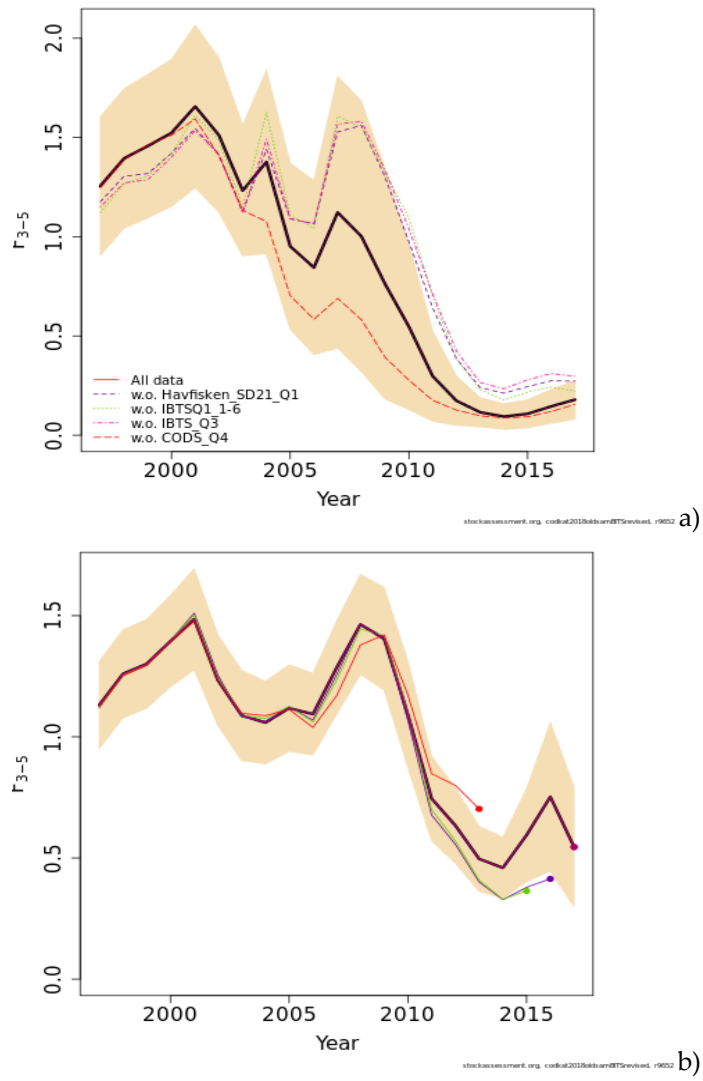 2.0
1.5
r3−5
1.0
0.5
All data
w.o. Havfisken_SD21_Q1
w.o. IBTSQ1_1-6
w.o. IBTS_Q3
w.o. CODS_Q4
0.0
2000 2005 2010 2015
Year
stockassessment.org, codkat2018oldsamBITSrevised, r9652 a)
1.5
1.0
r3−5
0.5
0.0
2000 2005 2010 2015
Year
stockassessment.org, codkat2018oldsamBITSrevised, r9652 b)